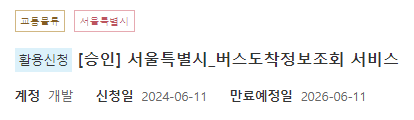 교통물류 서울특별시
활용신청 [승인] 서울특별시_버스도착정보조회 서비스
계정 개발 신청일 2024-06-11 만료예정일 2026-06-11